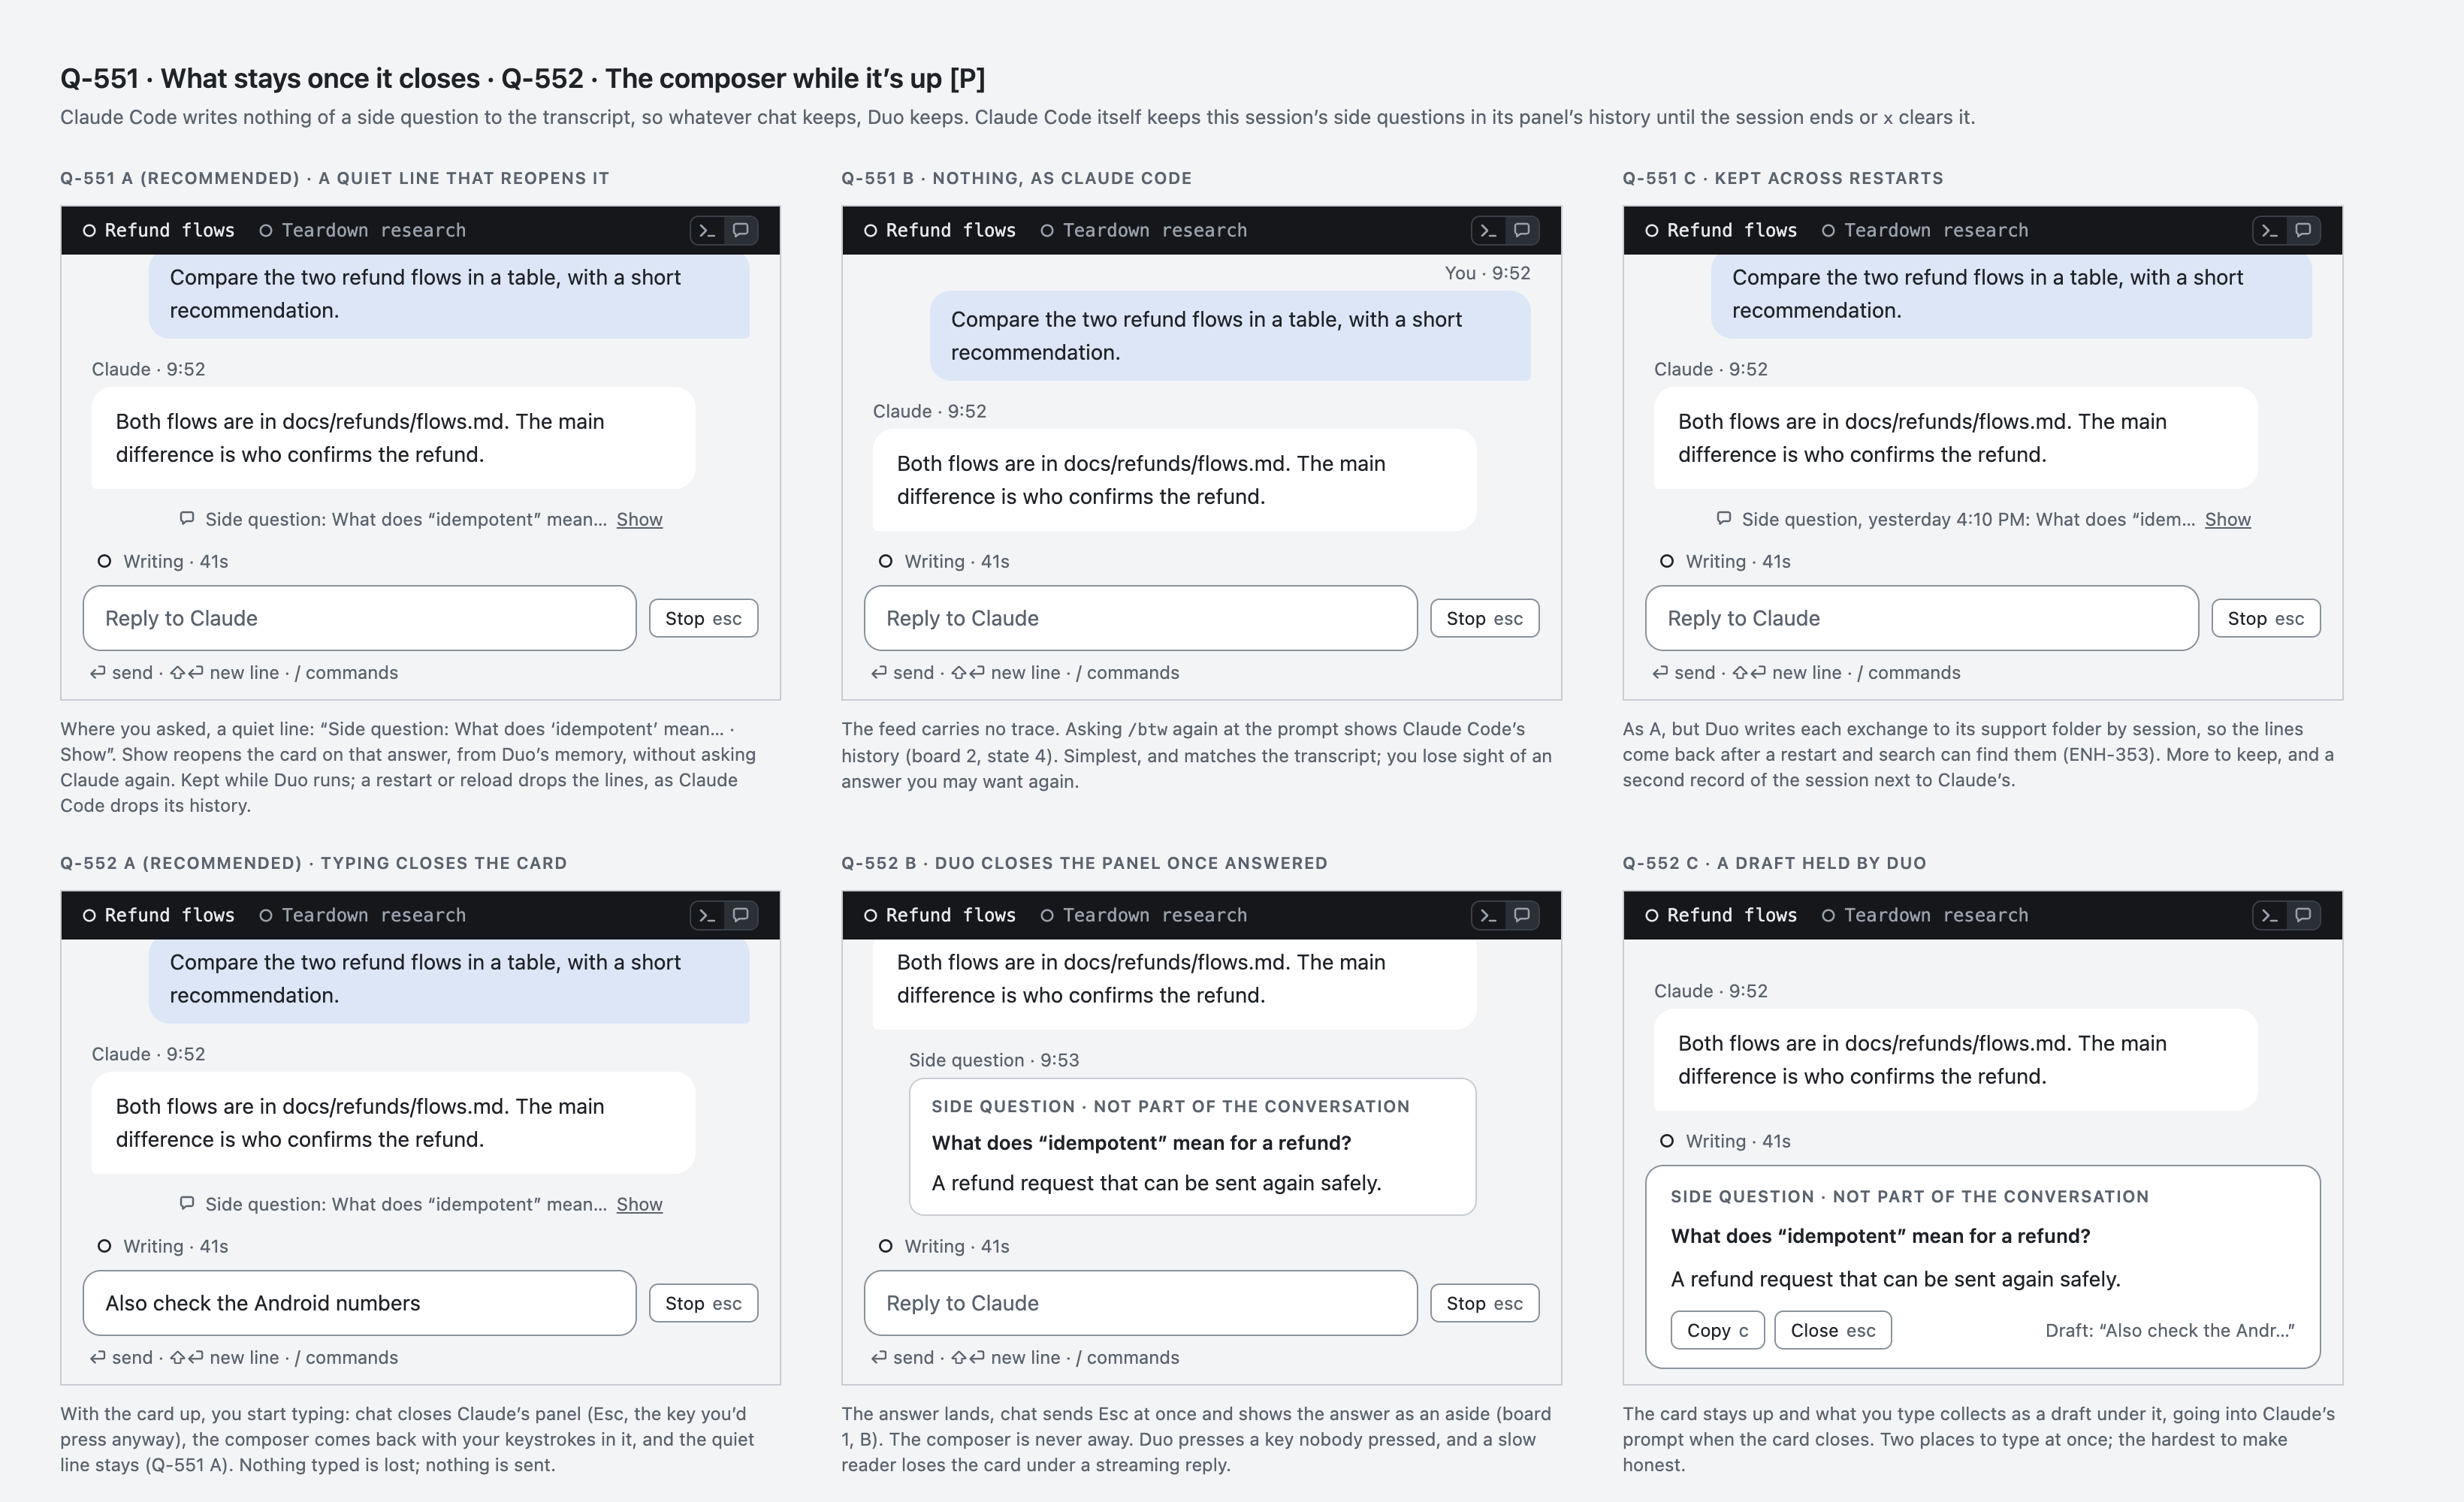 Q-551 · What stays once it closes · Q-552 · The composer while it’s up [P]
Claude Code writes nothing of a side question to the transcript, so whatever chat keeps, Duo keeps. Claude Code itself keeps this session’s side questions in its panel’s history until the session ends or x clears it.
Q-551 A (RECOMMENDED) · A QUIET LINE THAT REOPENS IT
Refund flows Teardown research
Compare the two refund flows in a table, with a short
recommendation.
Claude · 9:52
Both flows are in docs/refunds/flows.md. The main
difference is who confirms the refund.
Side question: What does “idempotent” mean... Show
Writing · 41s
Reply to Claude
Stop esc
send · new line · / commands
Where you asked, a quiet line: “Side question: What does ‘idempotent’ mean... ·
Show”. Show reopens the card on that answer, from Duo’s memory, without asking
Claude again. Kept while Duo runs; a restart or reload drops the lines, as Claude
Code drops its history.
Q-551 B · NOTHING, AS CLAUDE CODE
Refund flows Teardown research
You · 9:52
Compare the two refund flows in a table, with a short
recommendation.
Claude · 9:52
Both flows are in docs/refunds/flows.md. The main
difference is who confirms the refund.
Writing · 41s
Reply to Claude
Stop esc
send · new line · / commands
The feed carries no trace. Asking /btw again at the prompt shows Claude Code’s
history (board 2, state 4). Simplest, and matches the transcript; you lose sight of an
answer you may want again.
Q-551 C · KEPT ACROSS RESTARTS
Refund flows Teardown research
Compare the two refund flows in a table, with a short
recommendation.
Claude · 9:52
Both flows are in docs/refunds/flows.md. The main
difference is who confirms the refund.
Side question, yesterday 4:10 PM: What does “idem... Show
Writing · 41s
Reply to Claude
Stop esc
send · new line · / commands
As A, but Duo writes each exchange to its support folder by session, so the lines
come back after a restart and search can find them (ENH-353). More to keep, and a
second record of the session next to Claude’s.
Q-552 A (RECOMMENDED) · TYPING CLOSES THE CARD
Refund flows Teardown research
Compare the two refund flows in a table, with a short
recommendation.
Claude · 9:52
Both flows are in docs/refunds/flows.md. The main
difference is who confirms the refund.
Side question: What does “idempotent” mean... Show
Writing · 41s
Also check the Android numbers
Stop esc
send · new line · / commands
With the card up, you start typing: chat closes Claude’s panel (Esc, the key you’d
press anyway), the composer comes back with your keystrokes in it, and the quiet
line stays (Q-551 A). Nothing typed is lost; nothing is sent.
Q-552 B · DUO CLOSES THE PANEL ONCE ANSWERED
Refund flows Teardown research
Both flows are in docs/refunds/flows.md. The main
difference is who confirms the refund.
Side question · 9:53
SIDE QUESTION · NOT PART OF THE CONVERSATION
What does “idempotent” mean for a refund?
A refund request that can be sent again safely.
Writing · 41s
Reply to Claude
Stop esc
send · new line · / commands
The answer lands, chat sends Esc at once and shows the answer as an aside (board
1, B). The composer is never away. Duo presses a key nobody pressed, and a slow
reader loses the card under a streaming reply.
Q-552 C · A DRAFT HELD BY DUO
Refund flows Teardown research
Claude · 9:52
Both flows are in docs/refunds/flows.md. The main
difference is who confirms the refund.
Writing · 41s
SIDE QUESTION · NOT PART OF THE CONVERSATION
What does “idempotent” mean for a refund?
A refund request that can be sent again safely.
Copy c Close esc Draft: “Also check the Andr...”
The card stays up and what you type collects as a draft under it, going into Claude’s
prompt when the card closes. Two places to type at once; the hardest to make
honest.